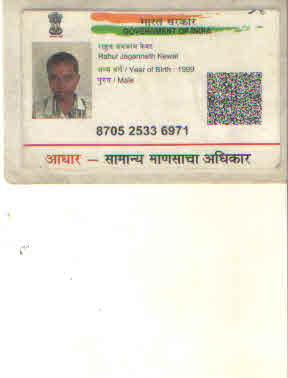 भारत सरकार
GOVERNMENT OF INDIA
राहुल जगन्नाथ केवट
Rahul Jagannath Kewat
जन्म वर्ष / Year of Birth : 1999
पुरुष / Male
8705 2533 6971
आधार — सामान्य माणसाचा अधिकार